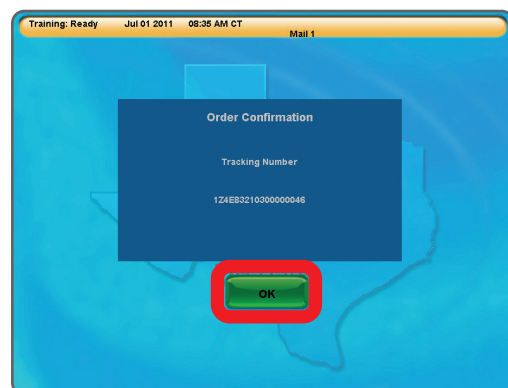 Training: Ready Jul 01 2011 08:35 AM CT
Mail 1
Order Confirmation
Tracking Number
1Z4E83210300000046
OK